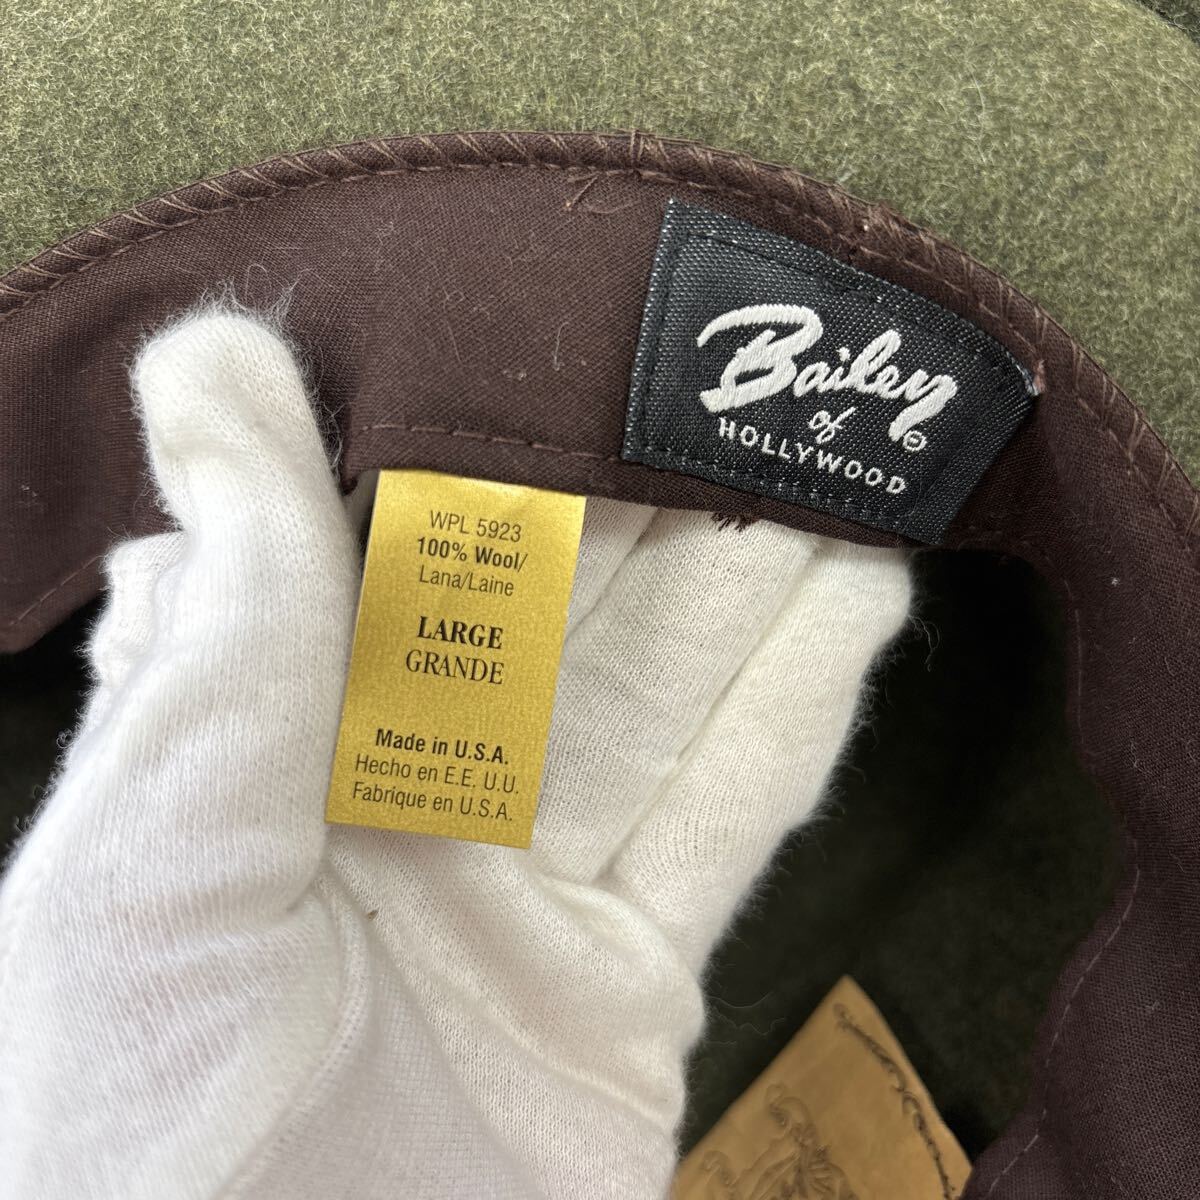 Bailey
of
HOLLYWOOD
WPL 5923
100% Wool/
Lana/Laine
LARGE
GRANDE
Made in U.S.A.
Hecho en E.E. U.U.
Fabrique en U.S.A.